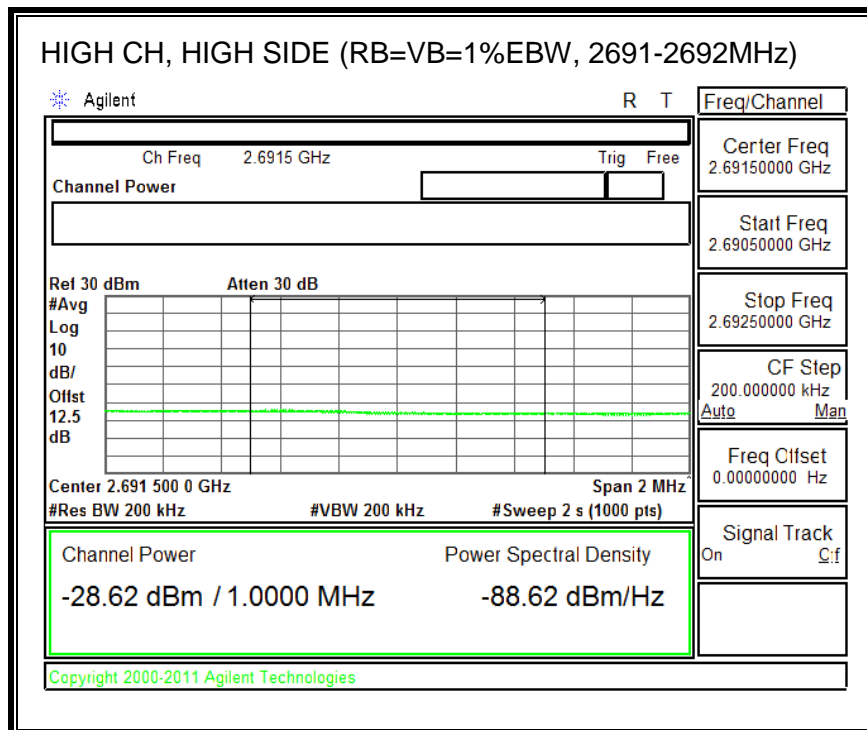 HIGH CH, HIGH SIDE (RB=VB=1%EBW, 2691-2692MHz)
Agilent R T
Ch Freq 2.6915 GHz Trig Free
Channel Power
Ref 30 dBm Atten 30 dB
#Avg
Log
10
dB/
Offst
12.5
dB
Center 2.691 500 0 GHz Span 2 MHz
#Res BW 200 kHz #VBW 200 kHz #Sweep 2 s (1000 pts)
Channel Power Power Spectral Density
-28.62 dBm / 1.0000 MHz -88.62 dBm/Hz
Copyright 2000-2011 Agilent Technologies
Freq/Channel
Center Freq
2.69150000 GHz
Start Freq
2.69050000 GHz
Stop Freq
2.69250000 GHz
CF Step
200.000000 kHz
Auto Man
Freq Offset
0.00000000 Hz
Signal Track
On Off